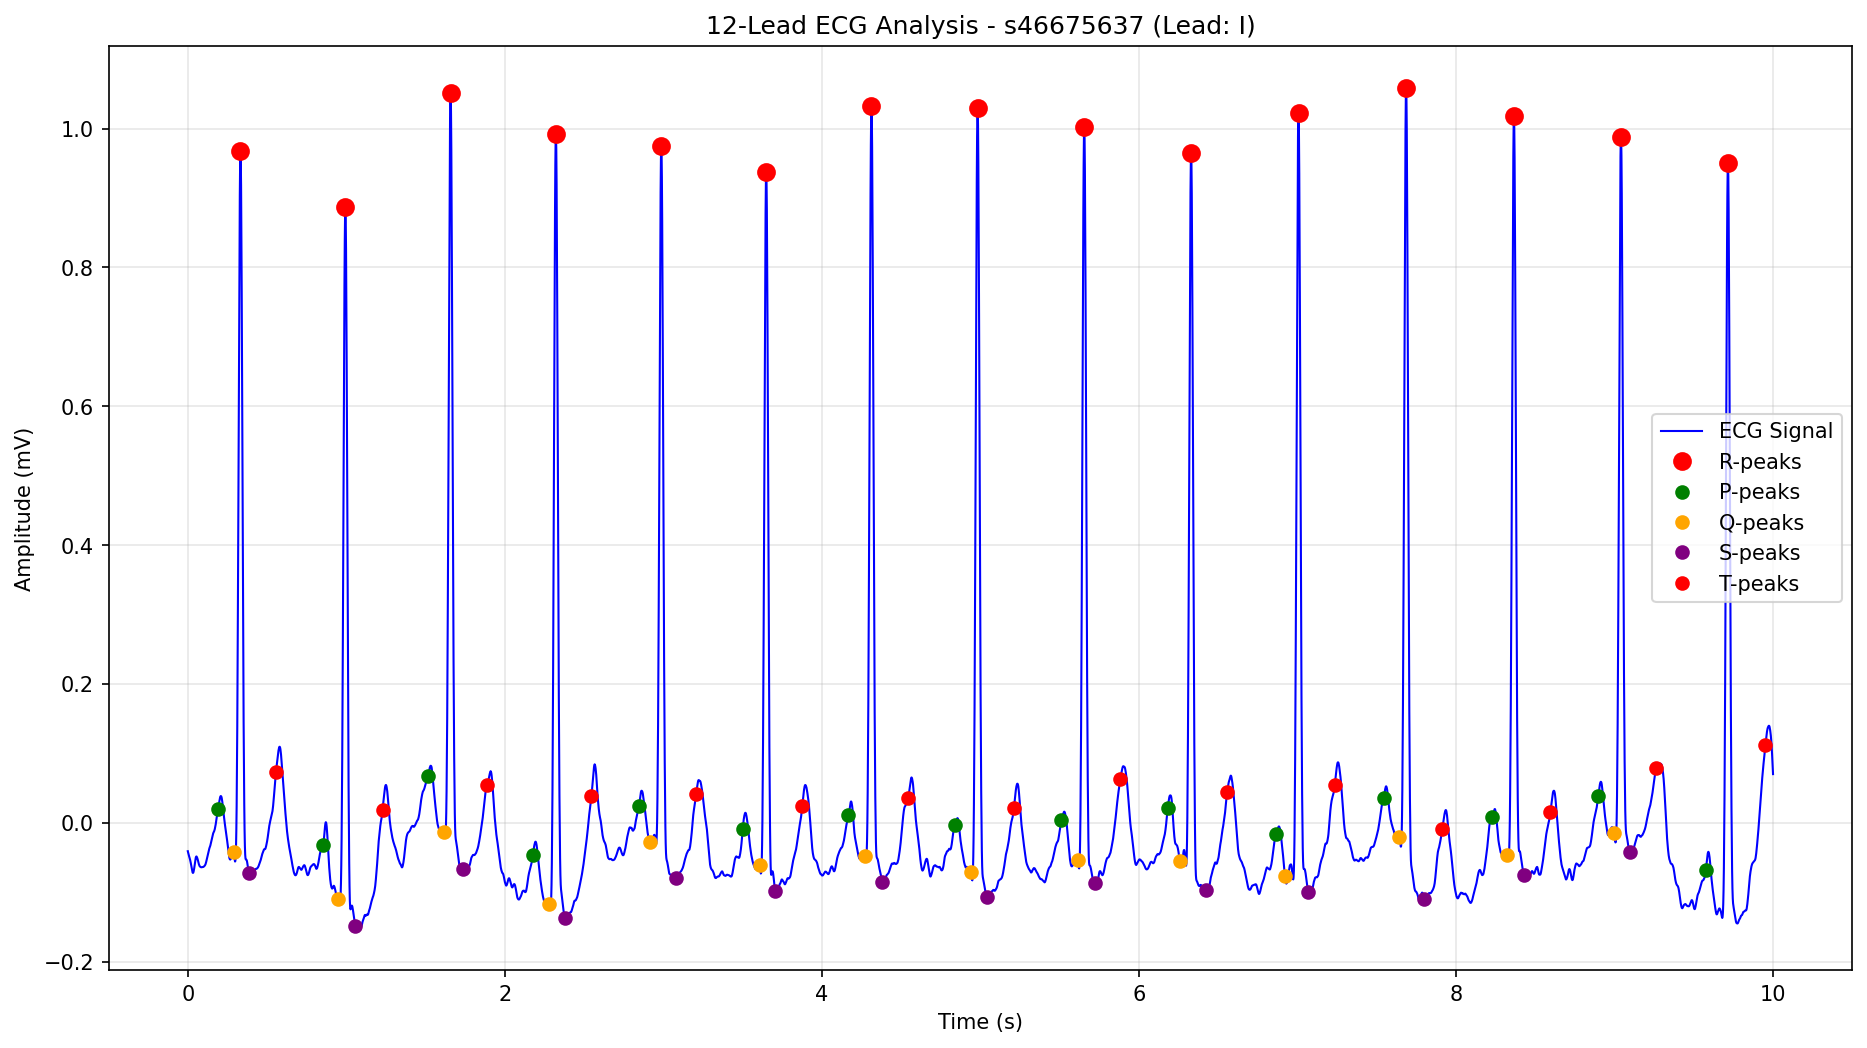 12-Lead ECG Analysis - s46675637 (Lead: I)
Amplitude (mV)
1.0
0.8
0.6
0.4
0.2
0.0
−0.2
ECG Signal
R-peaks
P-peaks
Q-peaks
S-peaks
T-peaks
0 2 4 6 8 10
Time (s)